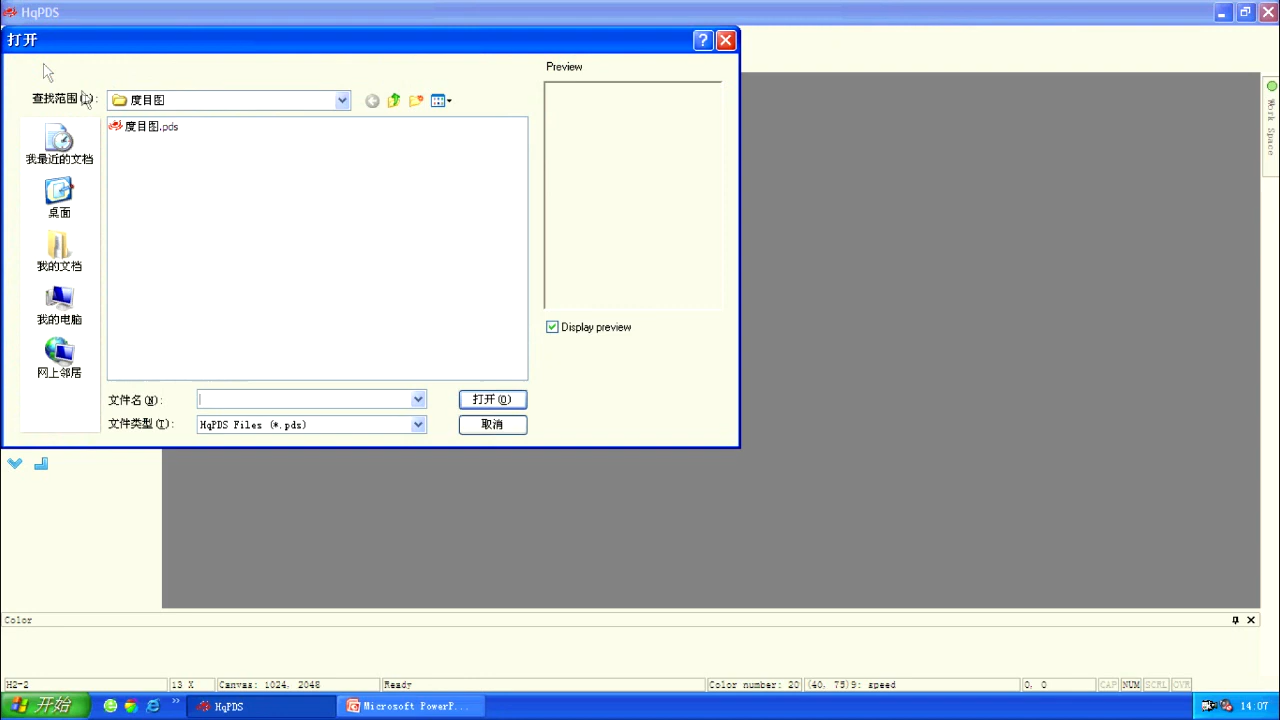 HqPDS
打开
Preview
查找范围(I):
度目图
度目图.pds
我最近的文档
桌面
我的文档
我的电脑
网上邻居
Display preview
文件名(N):
打开(O)
文件类型(T):
HqPDS Files (*.pds)
取消
Work Space
Color
H2-2
13 X
Canvas: 1024, 2048
Ready
Color number: 20
(40, 75)9: speed
0, 0
CAP
NUM
SCRL
OVR
开始
HqPDS
Microsoft PowerP...
14:07